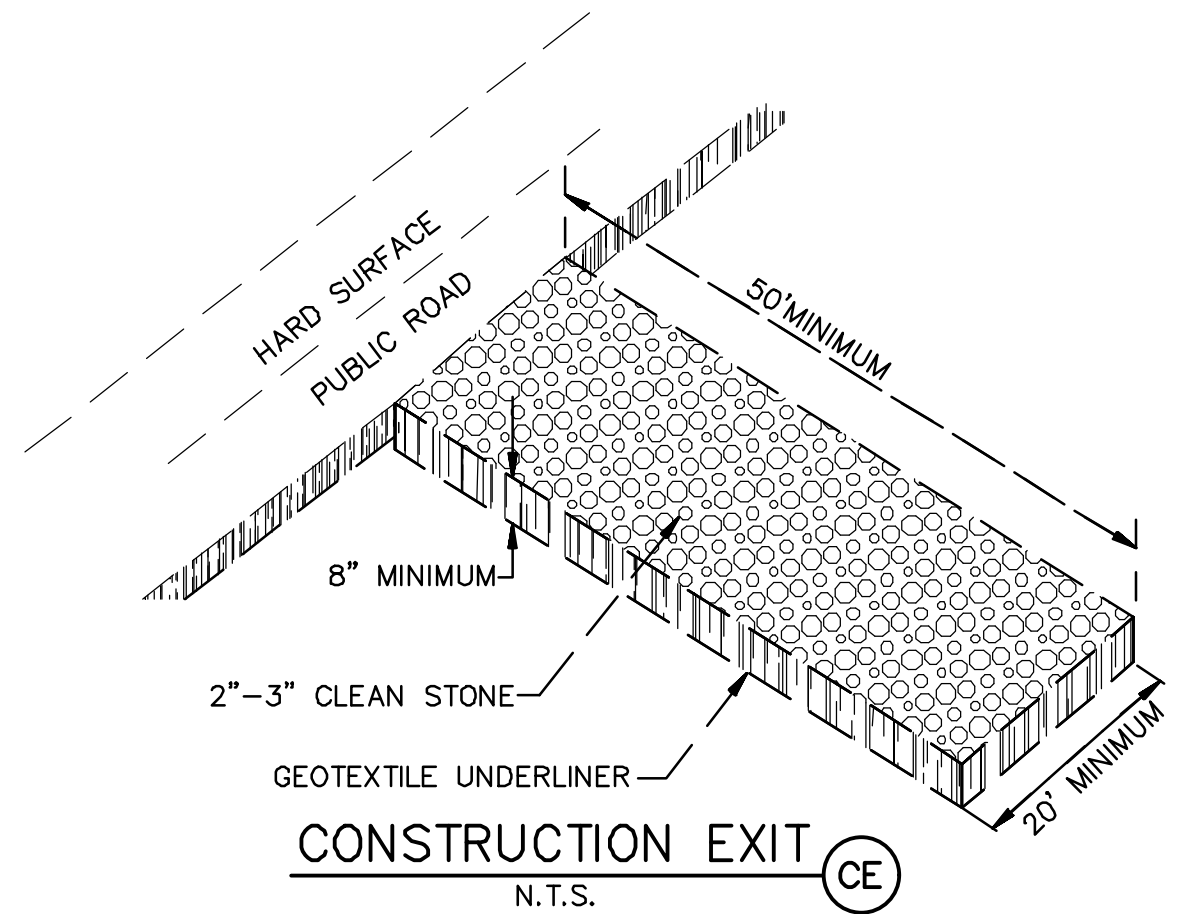 HARD SURFACE
PUBLIC ROAD
50'MINIMUM
8" MINIMUM
2"-3" CLEAN STONE
GEOTEXTILE UNDERLINER
20' MINIMUM
CONSTRUCTION EXIT
CE
N.T.S.